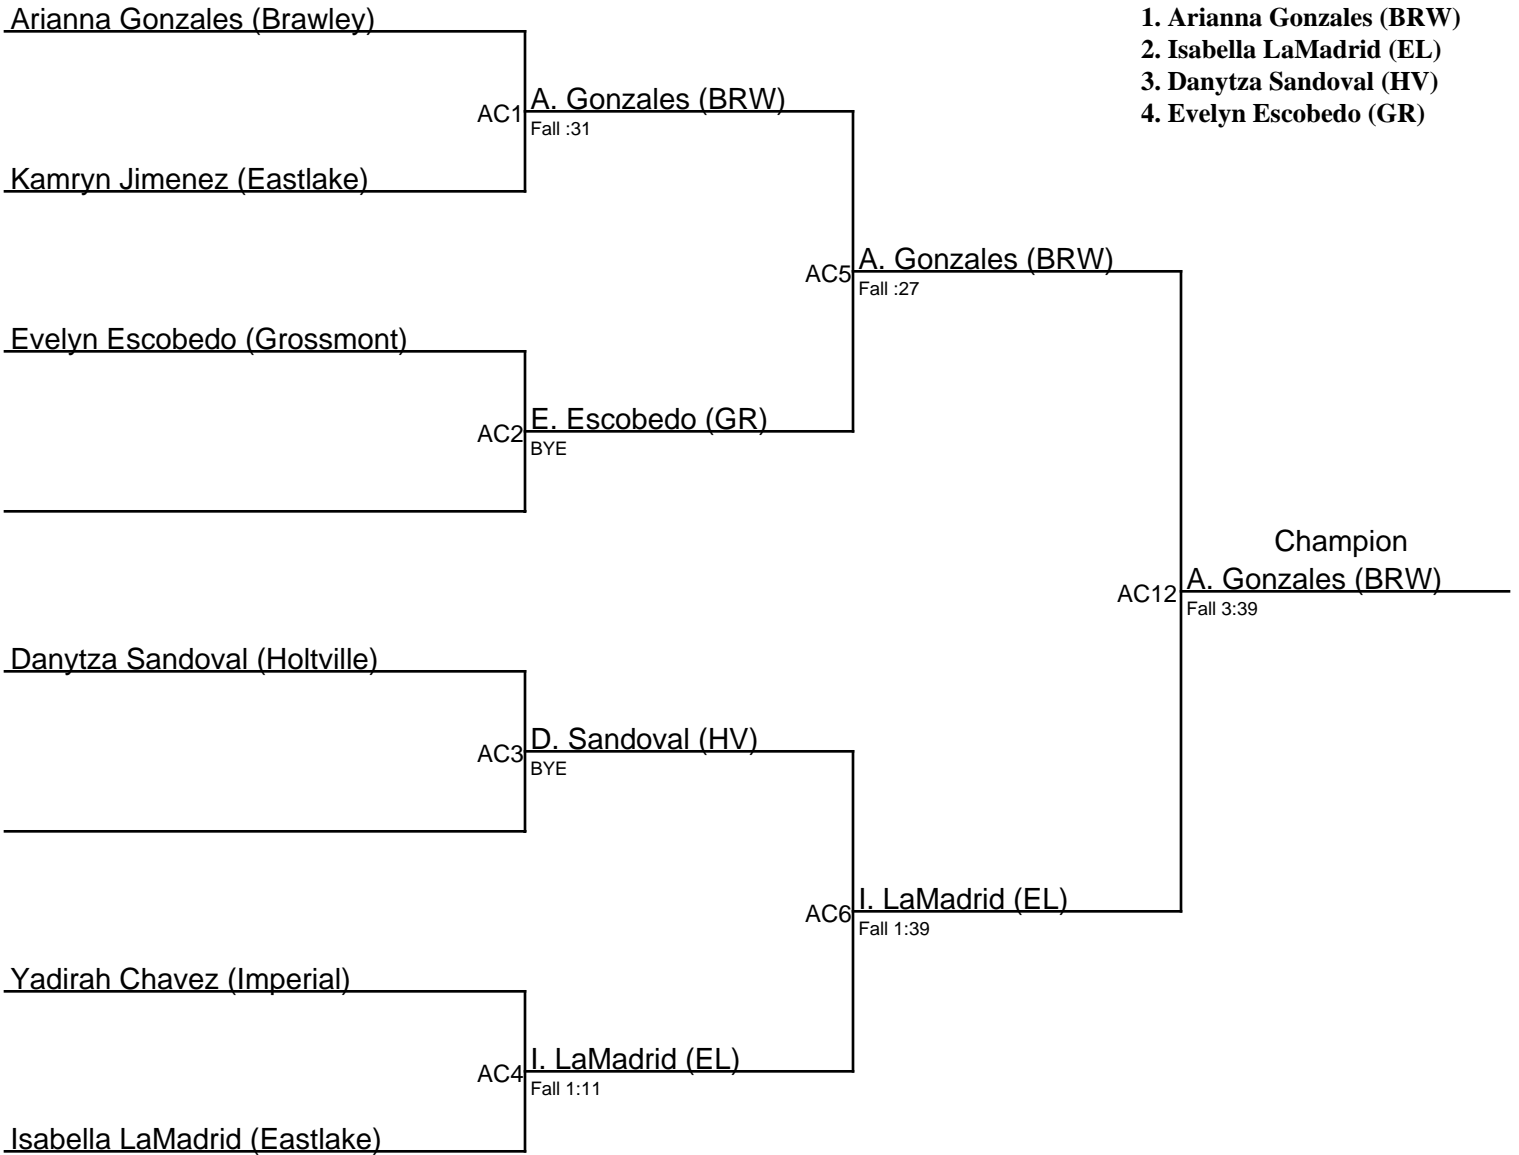 Arianna Gonzales (Brawley)
1. Arianna Gonzales (BRW)
2. Isabella LaMadrid (EL)
3. Danytza Sandoval (HV)
4. Evelyn Escobedo (GR)
AC1
A. Gonzales (BRW)
Fall :31
Kamryn Jimenez (Eastlake)
AC5
A. Gonzales (BRW)
Fall :27
Evelyn Escobedo (Grossmont)
AC2
E. Escobedo (GR)
BYE
Champion
AC12
A. Gonzales (BRW)
Fall 3:39
Danytza Sandoval (Holtville)
AC3
D. Sandoval (HV)
BYE
AC6
I. LaMadrid (EL)
Fall 1:39
Yadirah Chavez (Imperial)
AC4
I. LaMadrid (EL)
Fall 1:11
Isabella LaMadrid (Eastlake)